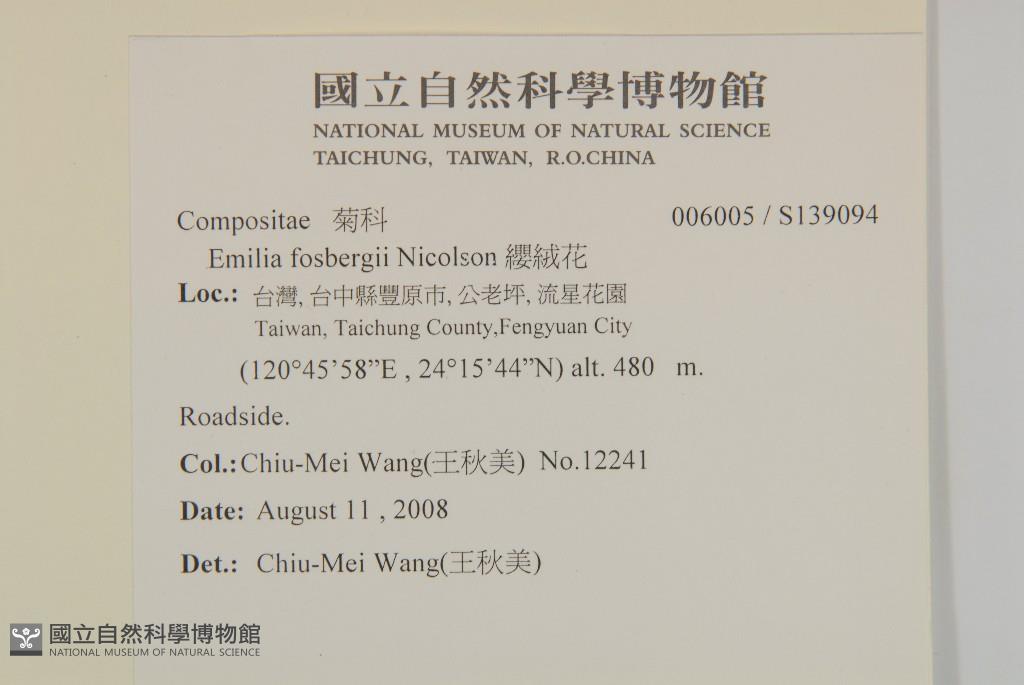 國立自然科學博物館
NATIONAL MUSEUM OF NATURAL SCIENCE
TAICHUNG, TAIWAN, R.O.CHINA
Compositae 菊科 006005 / S139094
Emilia fosbergii Nicolson 纓絨花
Loc.: 台灣, 台中縣豐原市, 公老坪, 流星花園
Taiwan, Taichung County,Fengyuan City
(120°45’58”E , 24°15’44”N) alt. 480 m.
Roadside.
Col.:Chiu-Mei Wang(王秋美) No.12241
Date: August 11 , 2008
Det.: Chiu-Mei Wang(王秋美)
國立自然科學博物館
NATIONAL MUSEUM OF NATURAL SCIENCE